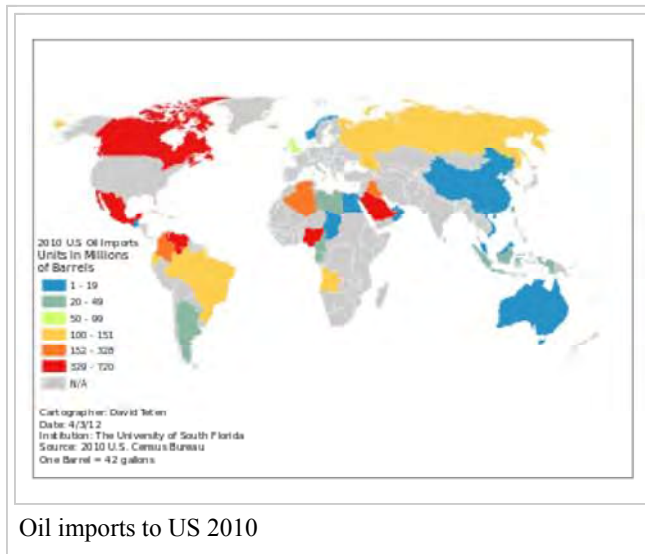 2010 U.S. Oil Imports
Units in Millions
of Barrels
1 - 19
20 - 49
50 - 99
100 - 151
152 - 328
329 - 720
N/A
Cartographer: David Teten
Date: 4/3/12
Institution: The University of South Florida
Source: 2010 U.S. Census Bureau
One Barrel = 42 gallons
Oil imports to US 2010